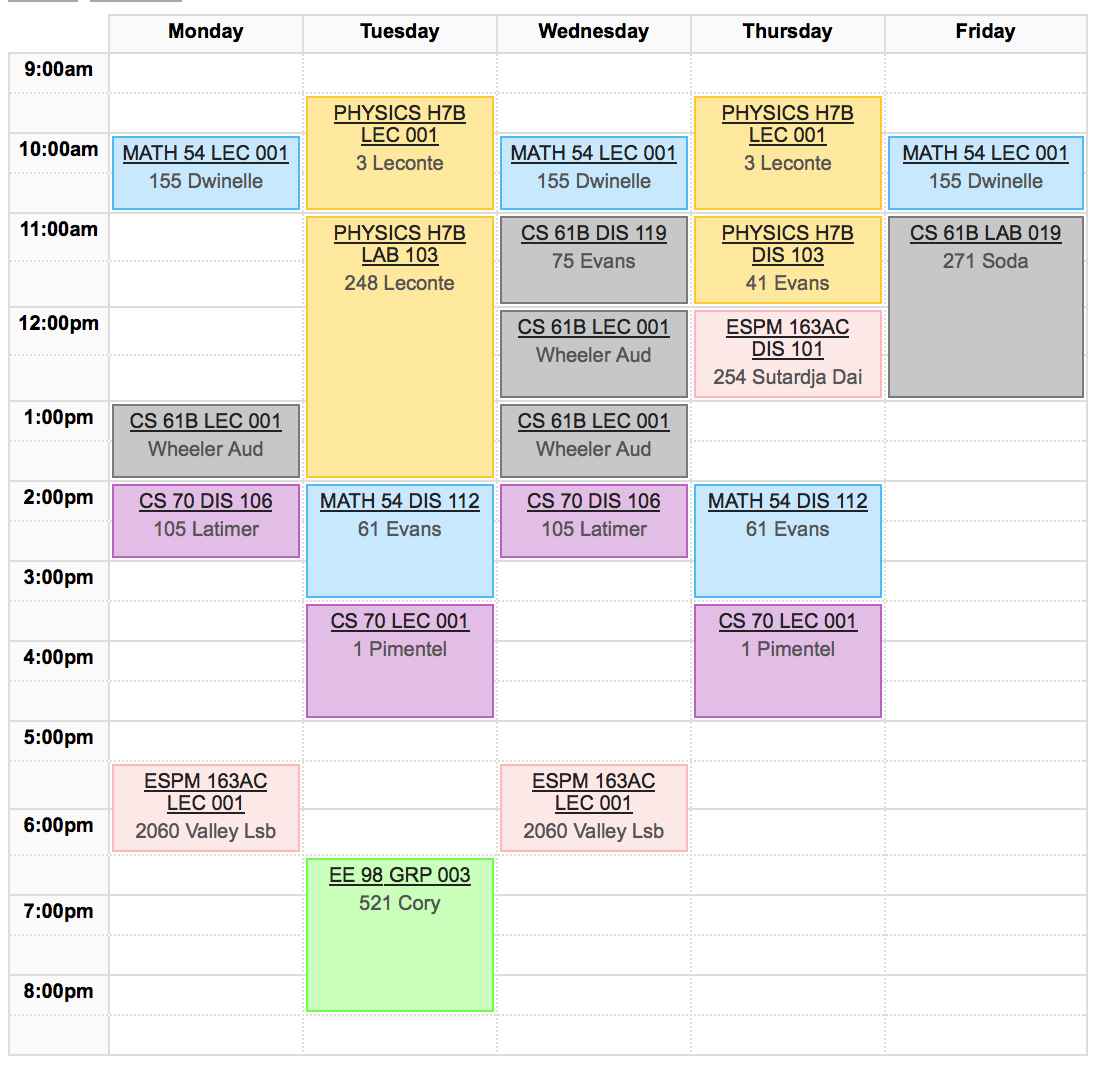 Monday Tuesday Wednesday Thursday Friday
9:00am
PHYSICS H7B
LEC 001
3 Leconte
PHYSICS H7B
LEC 001
3 Leconte
10:00am
MATH 54 LEC 001
155 Dwinelle
MATH 54 LEC 001
155 Dwinelle
MATH 54 LEC 001
155 Dwinelle
11:00am
PHYSICS H7B
LAB 103
248 Leconte
CS 61B DIS 119
75 Evans
PHYSICS H7B
DIS 103
41 Evans
CS 61B LAB 019
271 Soda
12:00pm
CS 61B LEC 001
Wheeler Aud
ESPM 163AC
DIS 101
254 Sutardja Dai
1:00pm
CS 61B LEC 001
Wheeler Aud
CS 61B LEC 001
Wheeler Aud
2:00pm
CS 70 DIS 106
105 Latimer
MATH 54 DIS 112
61 Evans
CS 70 DIS 106
105 Latimer
MATH 54 DIS 112
61 Evans
3:00pm
CS 70 LEC 001
1 Pimentel
CS 70 LEC 001
1 Pimentel
4:00pm
5:00pm
ESPM 163AC
LEC 001
2060 Valley Lsb
ESPM 163AC
LEC 001
2060 Valley Lsb
6:00pm
EE 98 GRP 003
521 Cory
7:00pm
8:00pm